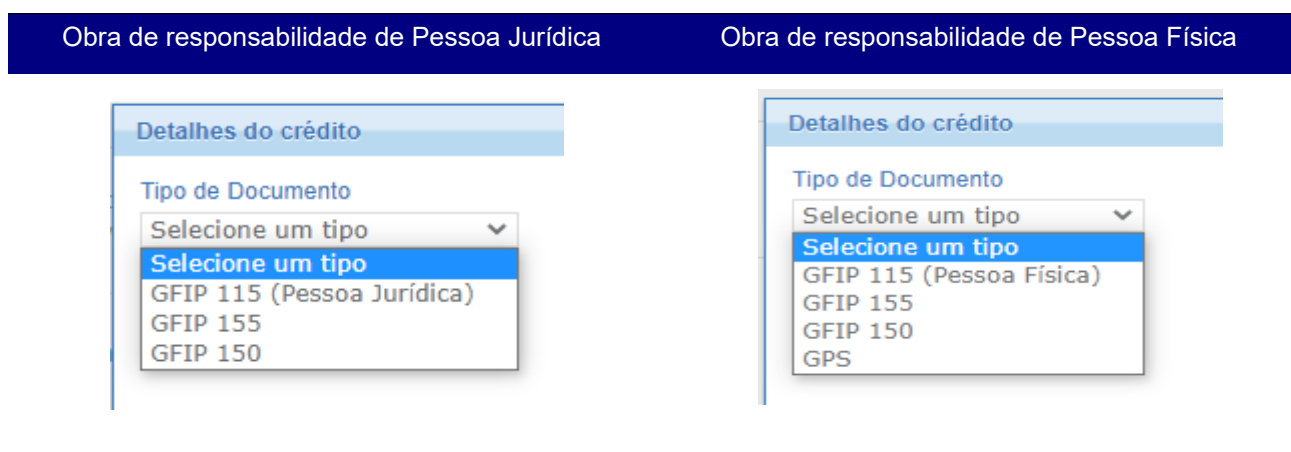 Obra de responsabilidade de Pessoa Jurídica
Detalhes do crédito
Tipo de Documento
Selecione um tipo
Selecione um tipo
GFIP 115 (Pessoa Jurídica)
GFIP 155
GFIP 150
Obra de responsabilidade de Pessoa Física
Detalhes do crédito
Tipo de Documento
Selecione um tipo
Selecione um tipo
GFIP 115 (Pessoa Física)
GFIP 155
GFIP 150
GPS